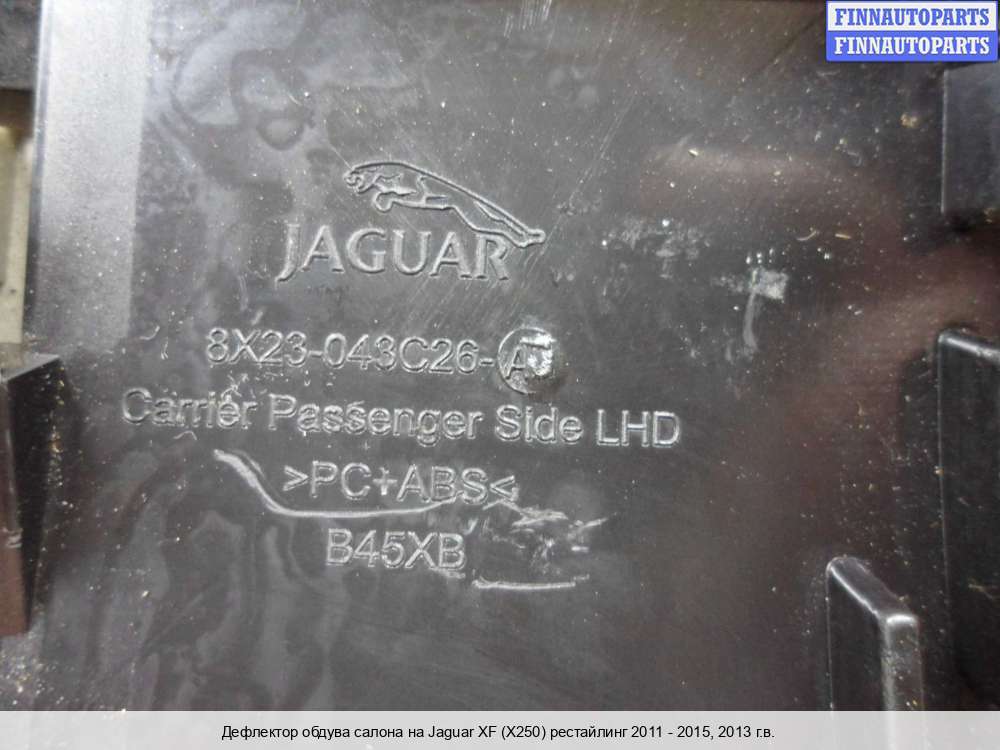 FINNAUTOPARTS
FINNAUTOPARTS
JAGUAR
8X23-043C26-
Carrier Passenger Side LHD
>PC+ABS<
B45XB
Дефлектор обдува салона на Jaguar XF (X250) рестайлинг 2011 - 2015, 2013 г.в.